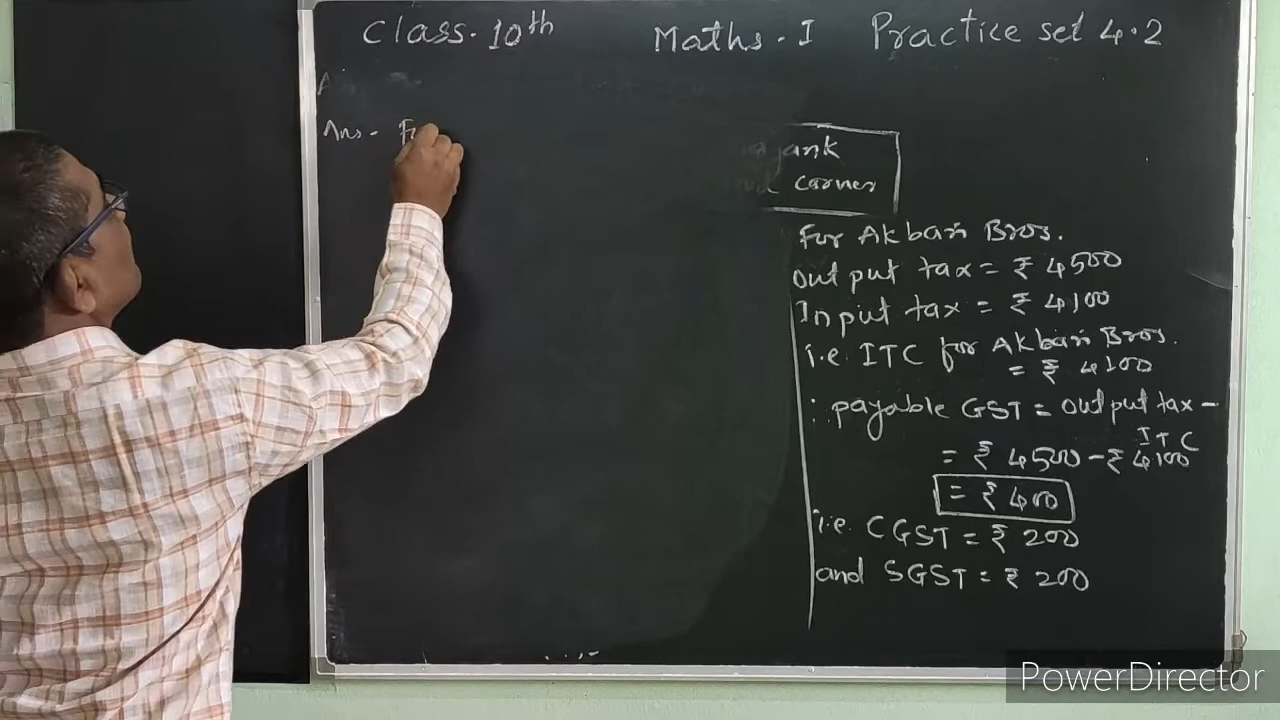 Class. 10th Maths. I Practice set 4.2
Ans -
corner
For Akbari Bros.
Output tax = ₹ 4500
Input tax = ₹ 4100
i.e. ITC for Akbari Bros.
= ₹ 4100
∴ payable GST = output tax -
ITC
= ₹ 4500 - ₹ 4100
= ₹ 400
i.e. CGST = ₹ 200
and SGST = ₹ 200
PowerDirector